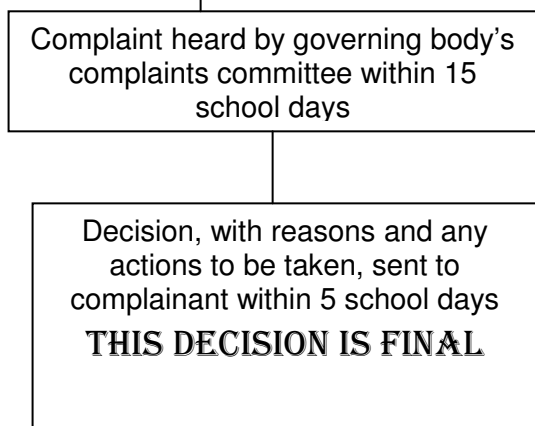 Complaint heard by governing body’s
complaints committee within 15
school days
Decision, with reasons and any
actions to be taken, sent to
complainant within 5 school days
THIS DECISION IS FINAL